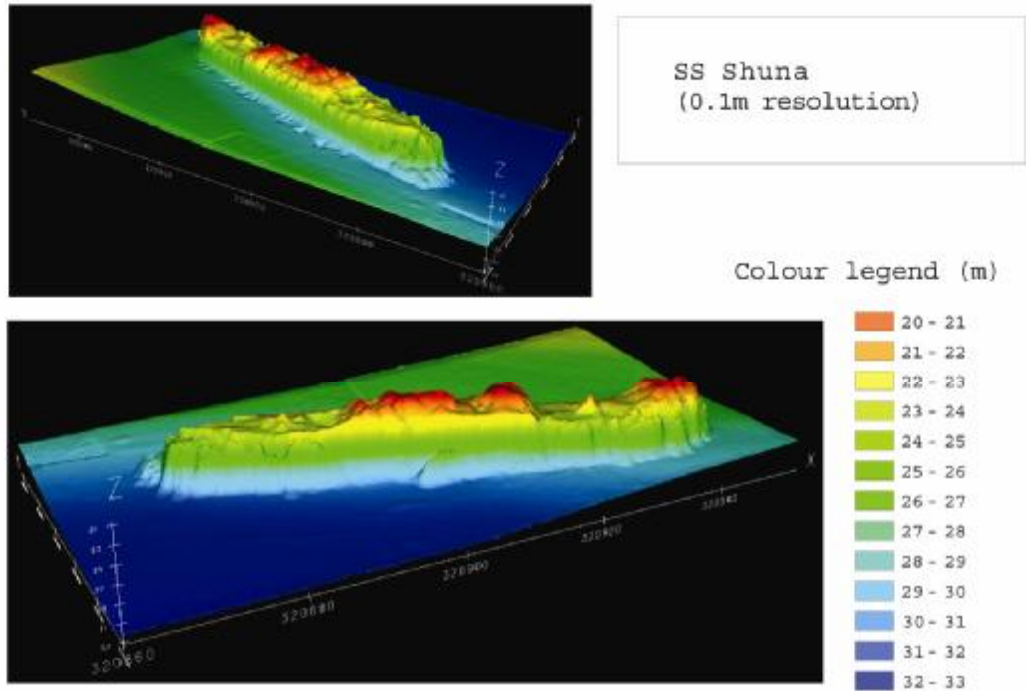 SS Shuna
(0.1m resolution)
Colour legend (m)
20 - 21
21 - 22
22 - 23
23 - 24
24 - 25
25 - 26
26 - 27
27 - 28
28 - 29
29 - 30
30 - 31
31 - 32
32 - 33
Z
Z
X
320860
320880
320900
320920